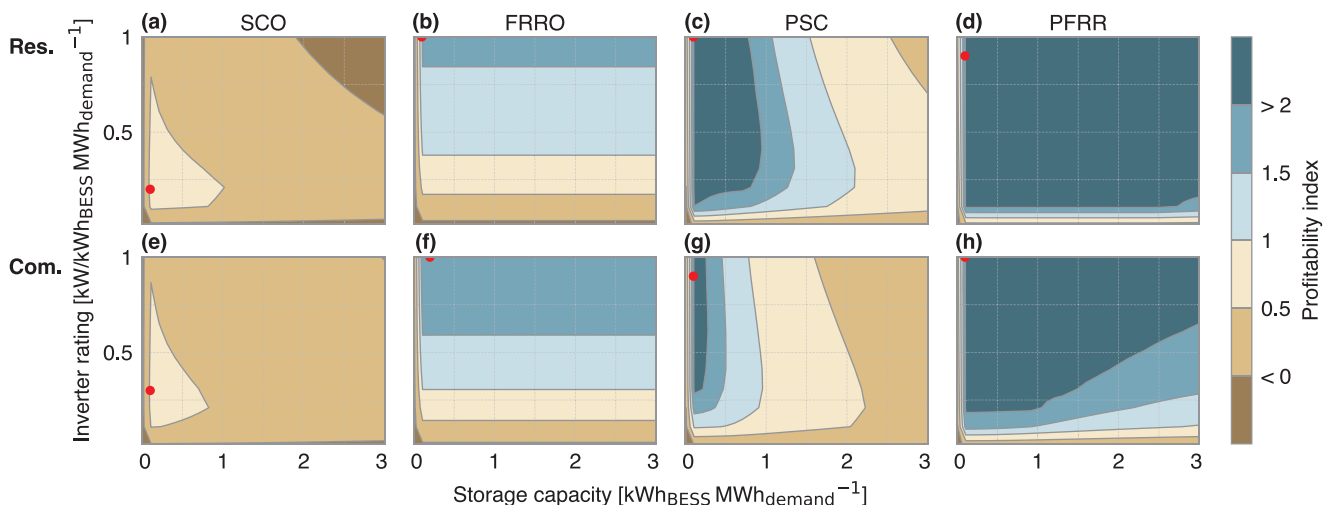 (a) SCO (b) FRRO (c) PSC (d) PFRR
Res.
1
0.5
> 2
1.5
1
0.5
< 0
Profitability index
Inverter rating [kW/kWh_BESS MWh_demand^−1]
(e) (f) (g) (h)
Com.
1
0.5
0 1 2 3 0 1 2 3 0 1 2 3 0 1 2 3
Storage capacity [kWh_BESS MWh_demand^−1]